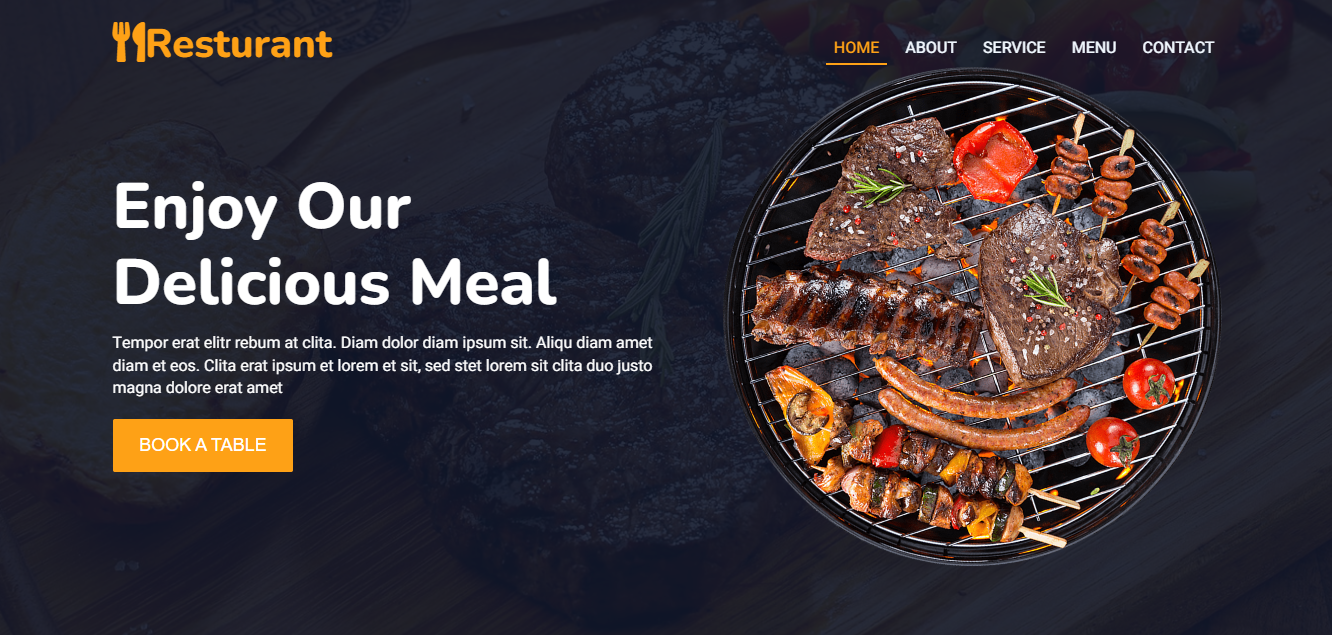 Resturant
HOME ABOUT SERVICE MENU CONTACT
Enjoy Our
Delicious Meal
Tempor erat elitr rebum at clita. Diam dolor diam ipsum sit. Aliqu diam amet
diam et eos. Clita erat ipsum et lorem et sit, sed stet lorem sit clita duo justo
magna dolore erat amet
BOOK A TABLE